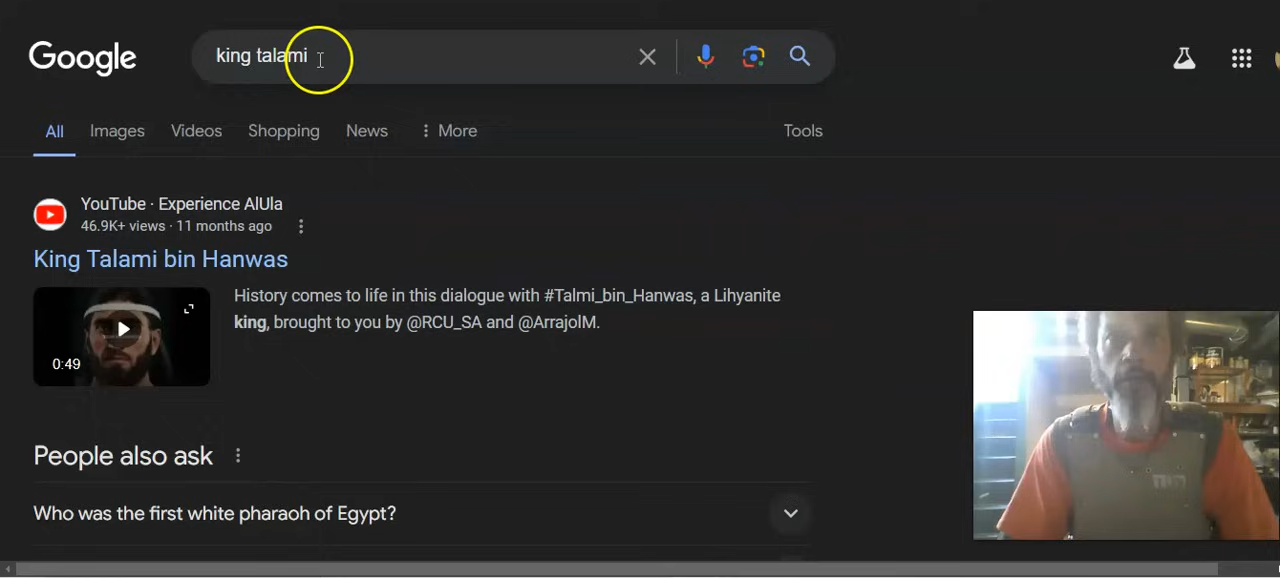 Google
king talami
All
Images
Videos
Shopping
News
More
Tools
YouTube · Experience AlUla
46.9K+ views · 11 months ago
King Talami bin Hanwas
0:49
History comes to life in this dialogue with #Talmi_bin_Hanwas, a Lihyanite
king, brought to you by @RCU_SA and @ArrajolM.
People also ask
Who was the first white pharaoh of Egypt?